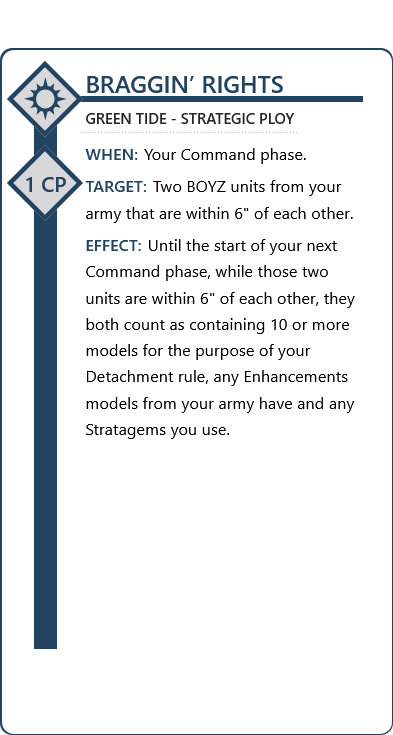 BRAGGIN’ RIGHTS
GREEN TIDE - STRATEGIC PLOY
1 CP
WHEN: Your Command phase.
TARGET: Two BOYZ units from your
army that are within 6" of each other.
EFFECT: Until the start of your next
Command phase, while those two
units are within 6" of each other, they
both count as containing 10 or more
models for the purpose of your
Detachment rule, any Enhancements
models from your army have and any
Stratagems you use.